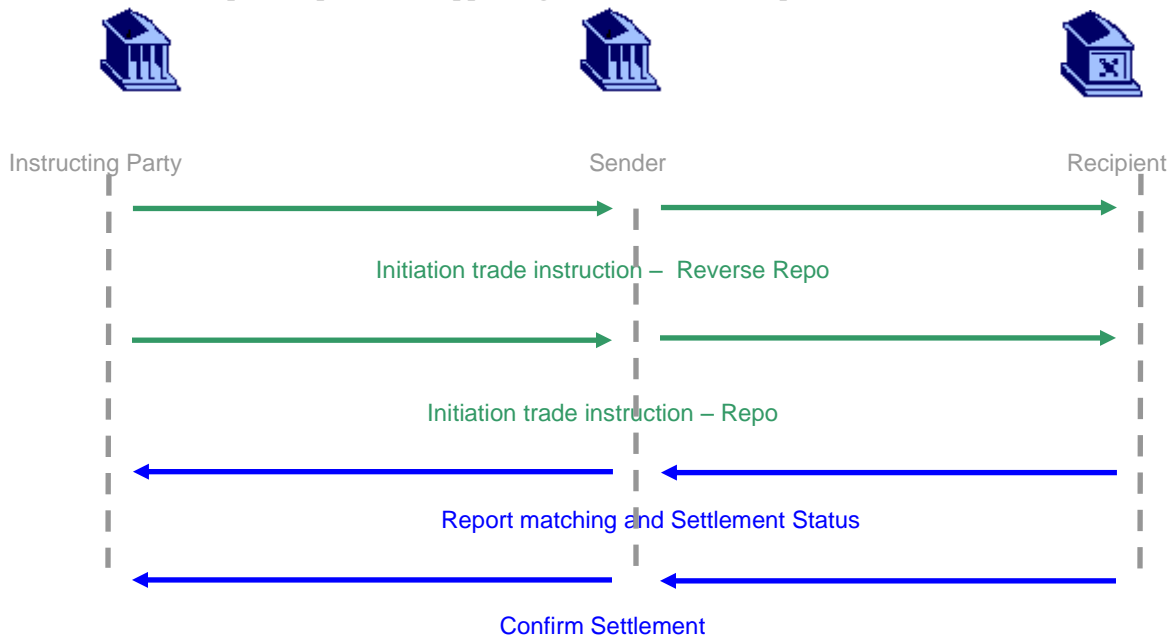 Instructing Party
Sender
Recipient
Initiation trade instruction – Reverse Repo
Initiation trade instruction – Repo
Report matching and Settlement Status
Confirm Settlement